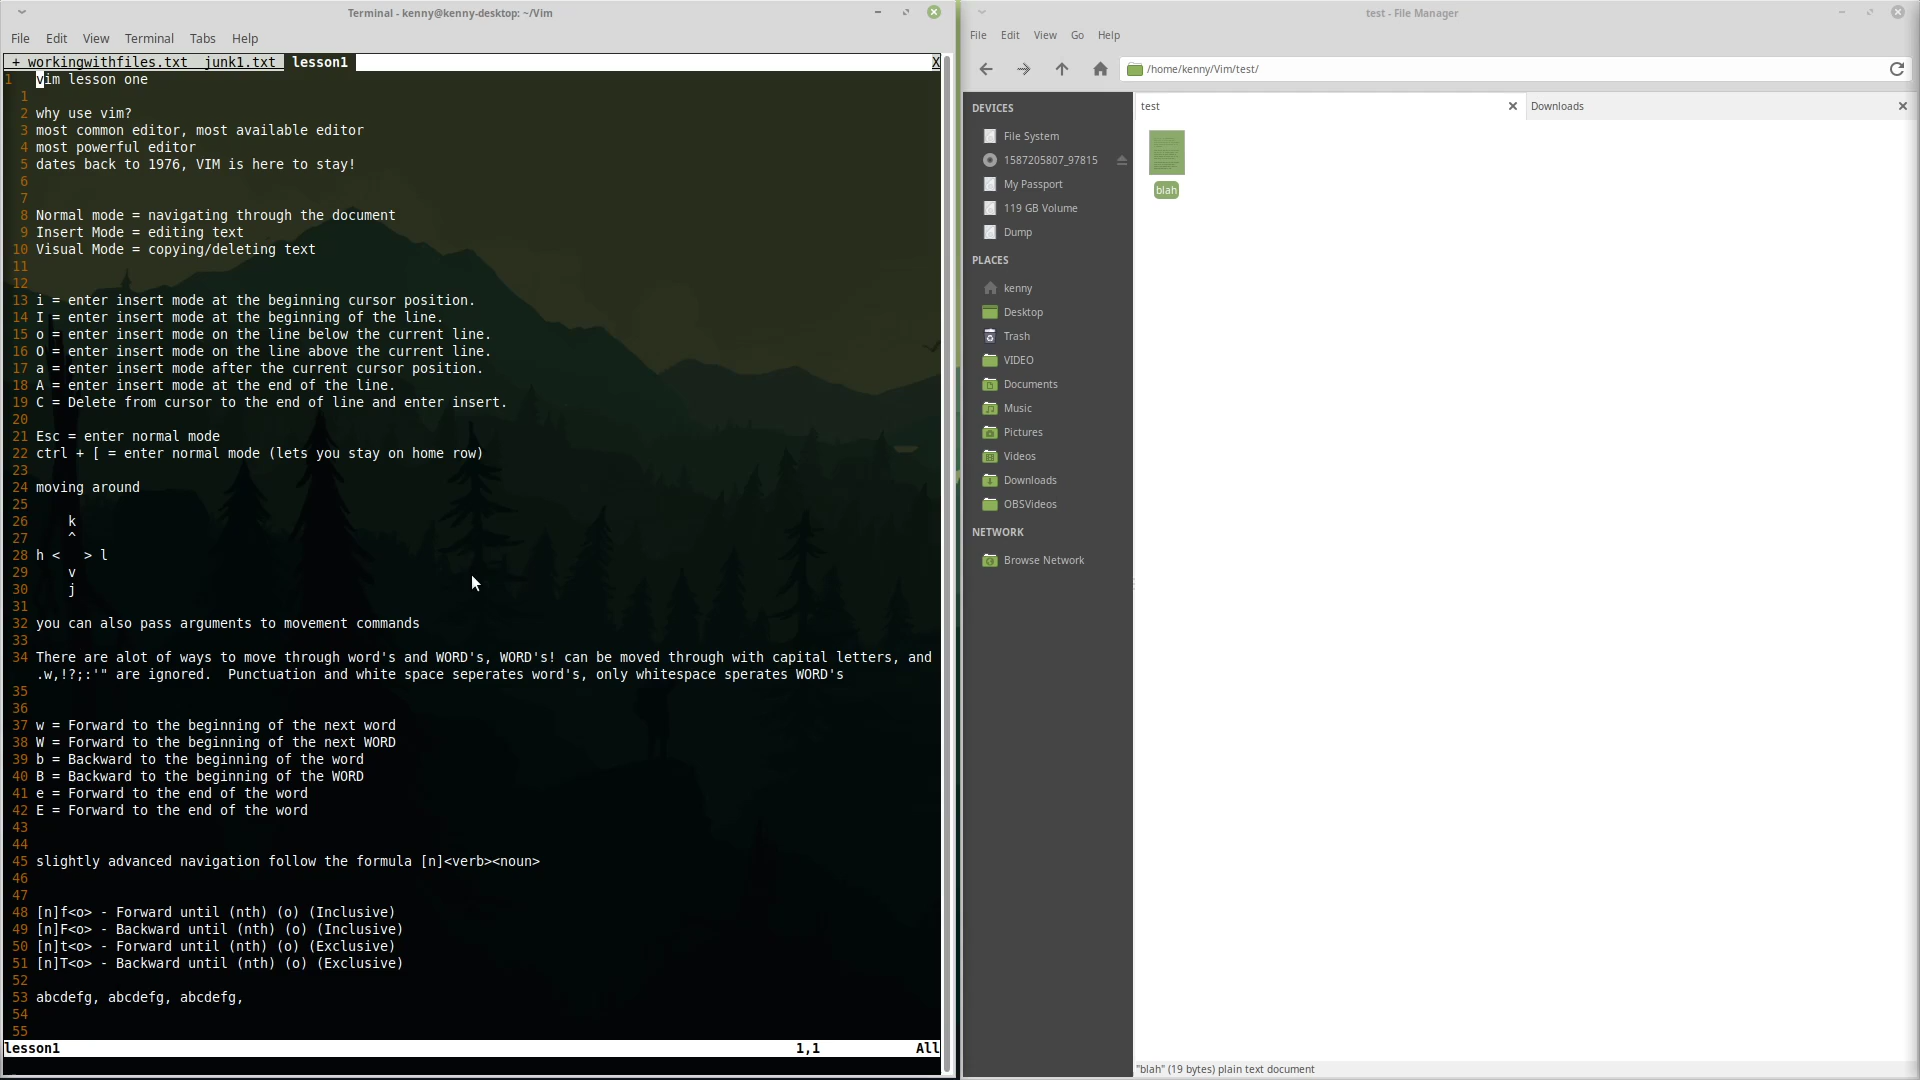 Terminal - kenny@kenny-desktop: ~/Vim
File Edit View Terminal Tabs Help
+ workingwithfiles.txt junk1.txt lesson1 X
1 vim lesson one
1
2 why use vim?
3 most common editor, most available editor
4 most powerful editor
5 dates back to 1976, VIM is here to stay!
6
7
8 Normal mode = navigating through the document
9 Insert Mode = editing text
10 Visual Mode = copying/deleting text
11
12
13 i = enter insert mode at the beginning cursor position.
14 I = enter insert mode at the beginning of the line.
15 o = enter insert mode on the line below the current line.
16 O = enter insert mode on the line above the current line.
17 a = enter insert mode after the current cursor position.
18 A = enter insert mode at the end of the line.
19 C = Delete from cursor to the end of line and enter insert.
20
21 Esc = enter normal mode
22 ctrl + [ = enter normal mode (lets you stay on home row)
23
24 moving around
25
26 k
27 ^
28 h < > l
29 v
30 j
31
32 you can also pass arguments to movement commands
33
34 There are alot of ways to move through word's and WORD's, WORD's! can be moved through with capital letters, and
.w,!?;:'" are ignored. Punctuation and white space seperates word's, only whitespace sperates WORD's
35
36
37 w = Forward to the beginning of the next word
38 W = Forward to the beginning of the next WORD
39 b = Backward to the beginning of the word
40 B = Backward to the beginning of the WORD
41 e = Forward to the end of the word
42 E = Forward to the end of the word
43
44
45 slightly advanced navigation follow the formula [n]<verb><noun>
46
47
48 [n]f<o> - Forward until (nth) (o) (Inclusive)
49 [n]F<o> - Backward until (nth) (o) (Inclusive)
50 [n]t<o> - Forward until (nth) (o) (Exclusive)
51 [n]T<o> - Backward until (nth) (o) (Exclusive)
52
53 abcdefg, abcdefg, abcdefg,
54
55
lesson1 1,1 All
test - File Manager
File Edit View Go Help
/home/kenny/Vim/test/
DEVICES
File System
1587205807_97815
My Passport
119 GB Volume
Dump
PLACES
kenny
Desktop
Trash
VIDEO
Documents
Music
Pictures
Videos
Downloads
OBSVideos
NETWORK
Browse Network
test
Downloads
blah
"blah" (19 bytes) plain text document